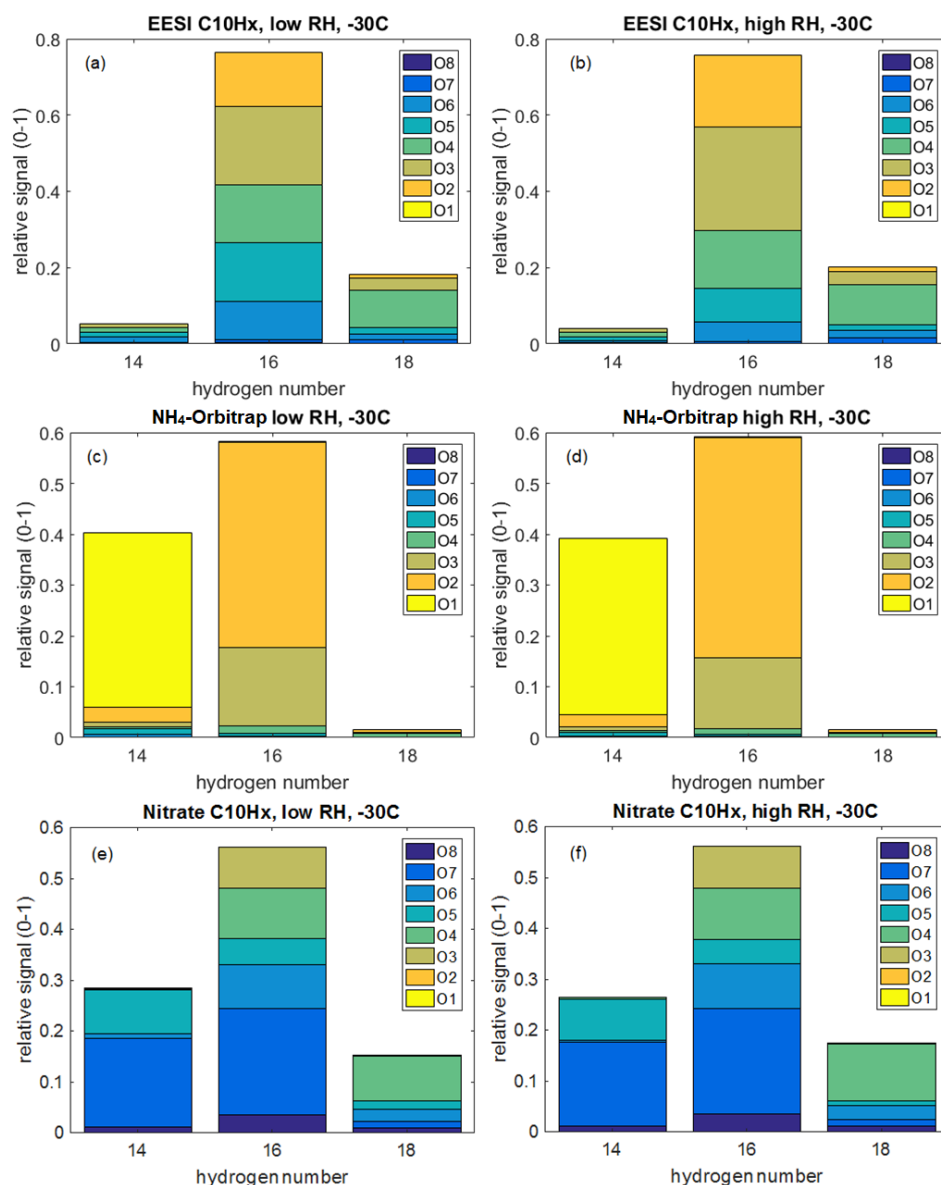 EESI C10Hx, low RH, -30C
(a)
relative signal (0-1)
0.8
0.6
0.4
0.2
0
O8
O7
O6
O5
O4
O3
O2
O1
14 16 18
hydrogen number
EESI C10Hx, high RH, -30C
(b)
relative signal (0-1)
0.8
0.6
0.4
0.2
0
O8
O7
O6
O5
O4
O3
O2
O1
14 16 18
hydrogen number
NH₄-Orbitrap low RH, -30C
(c)
relative signal (0-1)
0.6
0.5
0.4
0.3
0.2
0.1
0
O8
O7
O6
O5
O4
O3
O2
O1
14 16 18
hydrogen number
NH₄-Orbitrap high RH, -30C
(d)
relative signal (0-1)
0.6
0.5
0.4
0.3
0.2
0.1
0
O8
O7
O6
O5
O4
O3
O2
O1
14 16 18
hydrogen number
Nitrate C10Hx, low RH, -30C
(e)
relative signal (0-1)
0.6
0.5
0.4
0.3
0.2
0.1
0
O8
O7
O6
O5
O4
O3
O2
O1
14 16 18
hydrogen number
Nitrate C10Hx, high RH, -30C
(f)
relative signal (0-1)
0.6
0.5
0.4
0.3
0.2
0.1
0
O8
O7
O6
O5
O4
O3
O2
O1
14 16 18
hydrogen number